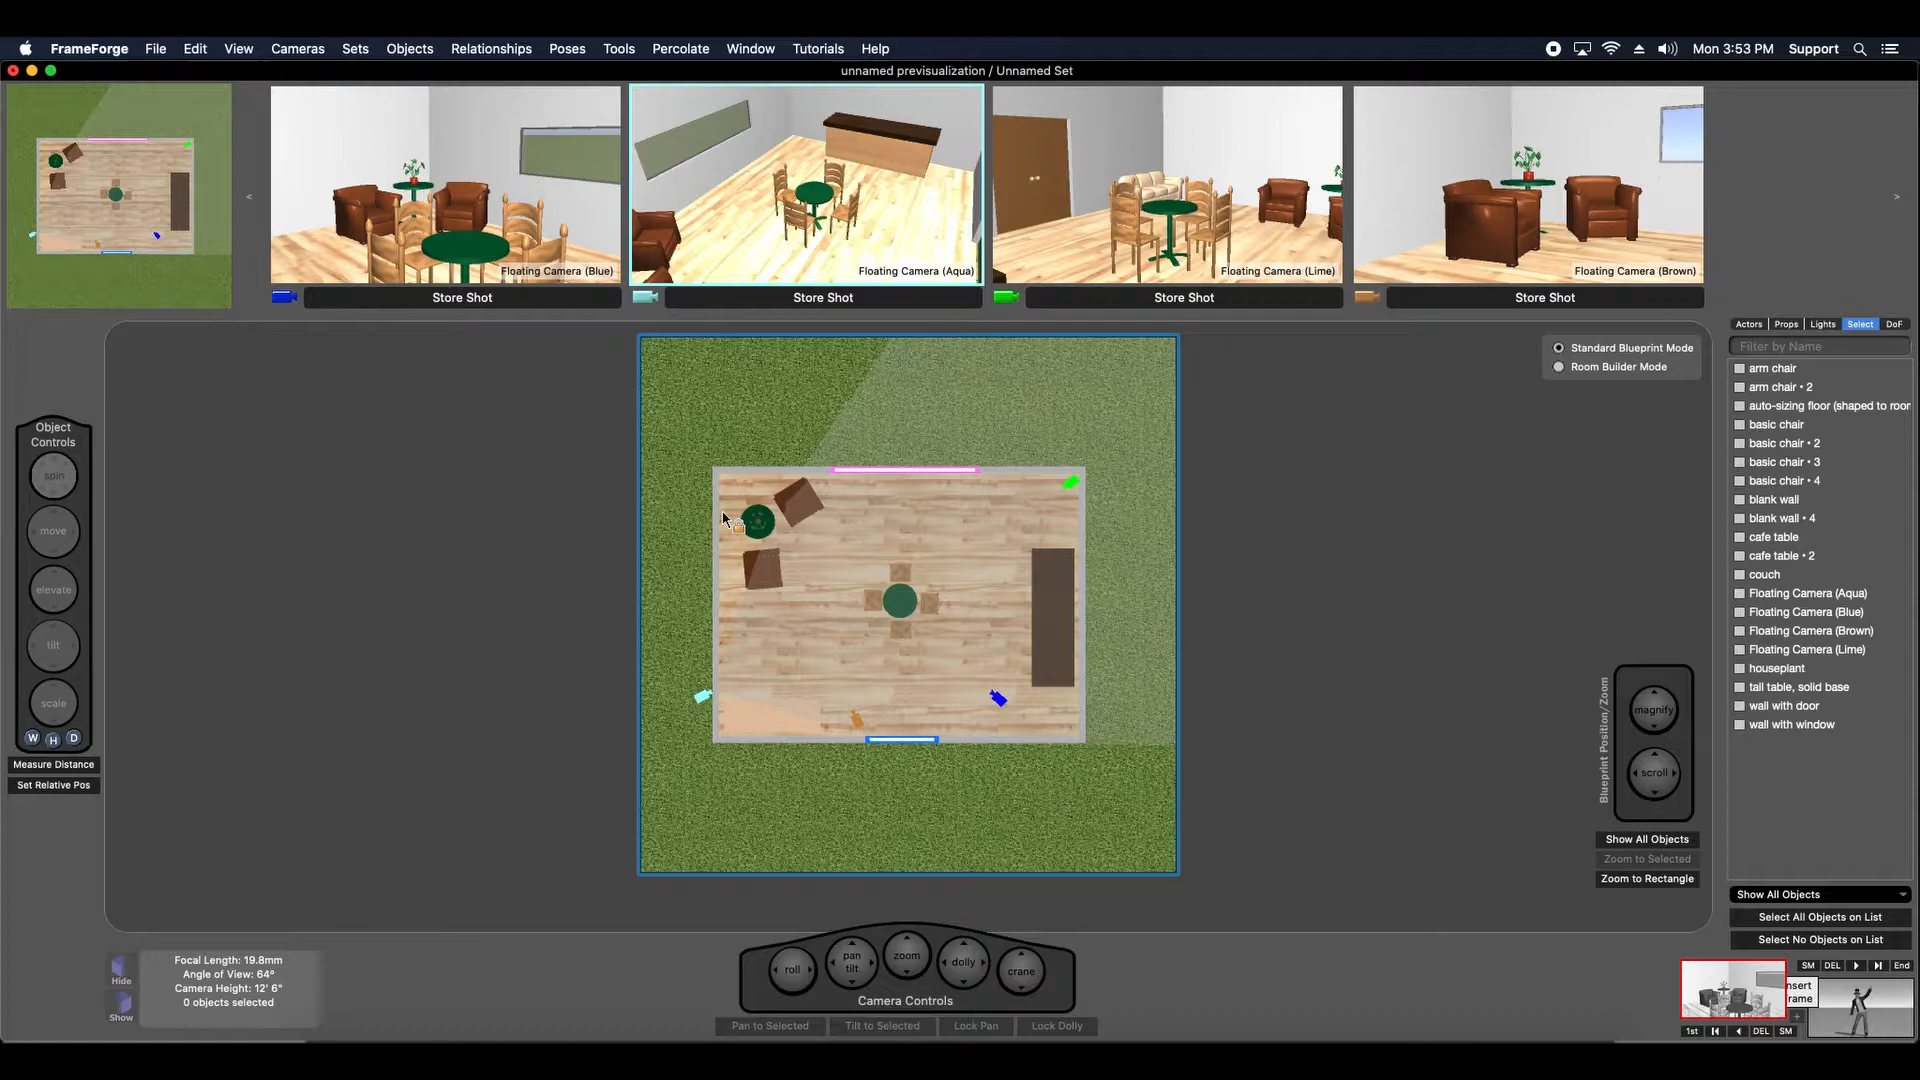 FrameForge File Edit View Cameras Sets Objects Relationships Poses Tools Percolate Window Tutorials Help Mon 3:53 PM Support
unnamed previsualization / Unnamed Set
Floating Camera (Blue)
Floating Camera (Aqua)
Floating Camera (Lime)
Floating Camera (Brown)
Store Shot
Store Shot
Store Shot
Store Shot
Actors Props Lights Select DoF
Filter by Name
Standard Blueprint Mode
Room Builder Mode
arm chair
arm chair • 2
auto-sizing floor (shaped to roor
basic chair
basic chair • 2
basic chair • 3
basic chair • 4
blank wall
blank wall • 4
cafe table
cafe table • 2
couch
Floating Camera (Aqua)
Floating Camera (Blue)
Floating Camera (Brown)
Floating Camera (Lime)
houseplant
tall table, solid base
wall with door
wall with window
Object
Controls
spin
move
elevate
tilt
scale
W H D
Measure Distance
Set Relative Pos
Blueprint Position/Zoom
magnify
scroll
Show All Objects
Zoom to Selected
Zoom to Rectangle
Show All Objects
Select All Objects on List
Select No Objects on List
Hide
Show
Focal Length: 19.8mm
Angle of View: 64°
Camera Height: 12' 6"
0 objects selected
roll
pan
tilt
zoom
dolly
crane
Camera Controls
Pan to Selected Tilt to Selected Lock Pan Lock Dolly
SM DEL End
nsert
rame
1st DEL SM